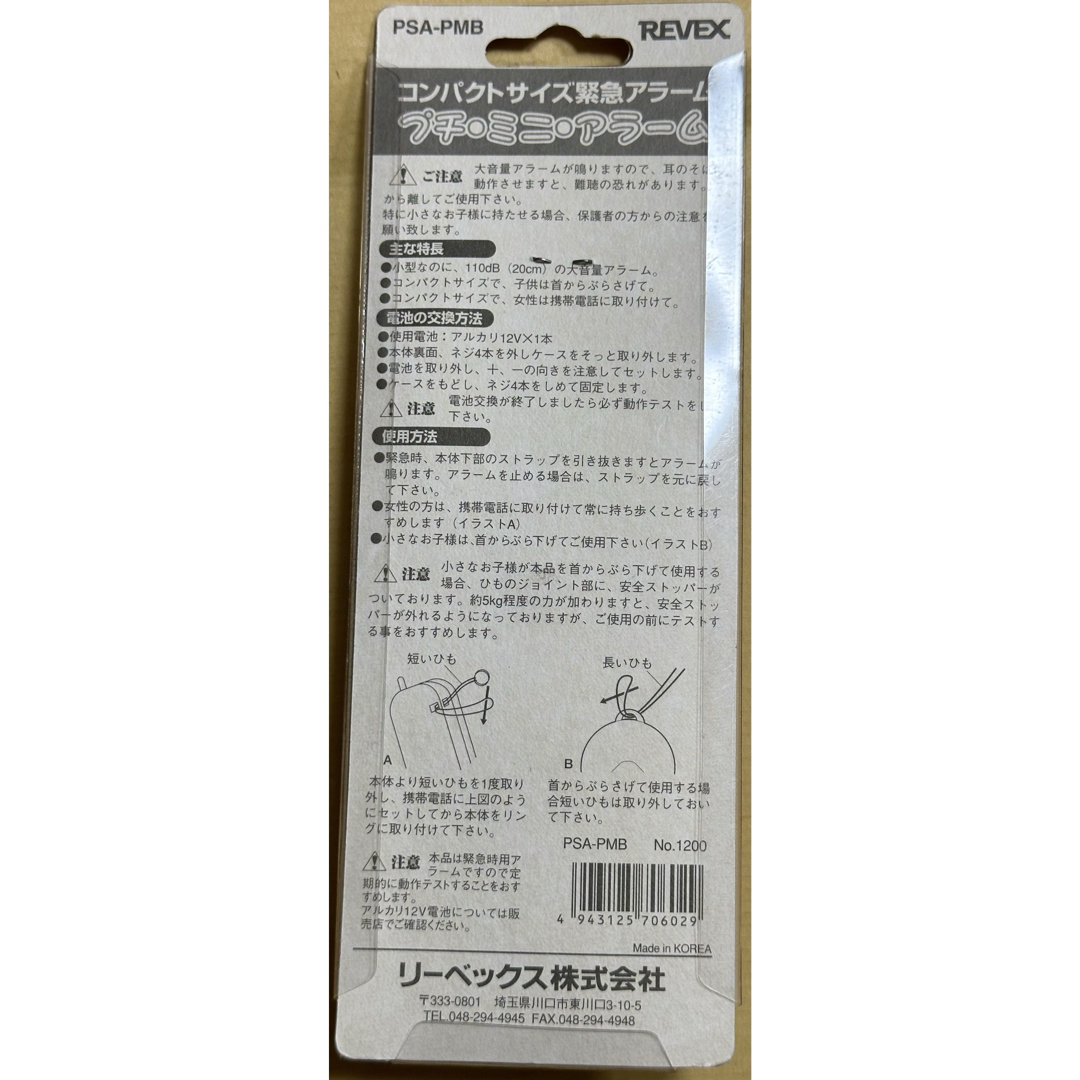 PSA-PMB
REVEX
コンパクトサイズ緊急アラーム
プチ•ミニ•アラーム
ご注意
大音量アラームが鳴りますので、耳のそば
動作させますと、難聴の恐れがあります。
から離してご使用下さい。
特に小さなお子様に持たせる場合、保護者の方からの注意を
願い致します。
主な特長
●小型なのに、110dB（20cm）の大音量アラーム。
●コンパクトサイズで、子供は首からぶらさげて。
●コンパクトサイズで、女性は携帯電話に取り付けて。
電池の交換方法
●使用電池：アルカリ12V×1本
●本体裏面、ネジ4本を外しケースをそっと取り外します。
●電池を取り外し、＋、－の向きを注意してセットします。
●ケースをもどし、ネジ4本をしめて固定します。
注意
電池交換が終了しましたら必ず動作テストをし
下さい。
使用方法
●緊急時、本体下部のストラップを引き抜きますとアラームが
鳴ります。アラームを止める場合は、ストラップを元に戻し
て下さい。
●女性の方は、携帯電話に取り付けて常に持ち歩くことをおす
すめします（イラストA）
●小さなお子様は、首からぶら下げてご使用下さい（イラストB）
注意
小さなお子様が本品を首からぶら下げて使用する
場合、ひものジョイント部に、安全ストッパーが
ついております。約5kg程度の力が加わりますと、安全ストッ
パーが外れるようになっておりますが、ご使用の前にテストす
る事をおすすめします。
短いひも
A
本体より短いひもを1度取り
外し、携帯電話に上図のよう
にセットしてから本体をリン
グに取り付けて下さい。
長いひも
B
首からぶらさげて使用する場
合短いひもは取り外しておい
て下さい。
注意
本品は緊急時用ア
ラームですので定
期的に動作テストすることをおす
すめします。
アルカリ12V電池については販
売店でご確認ください。
PSA-PMB No.1200
4 943125 706029
Made in KOREA
リーベックス株式会社
〒333-0801 埼玉県川口市東川口3-10-5
TEL.048-294-4945 FAX.048-294-4948